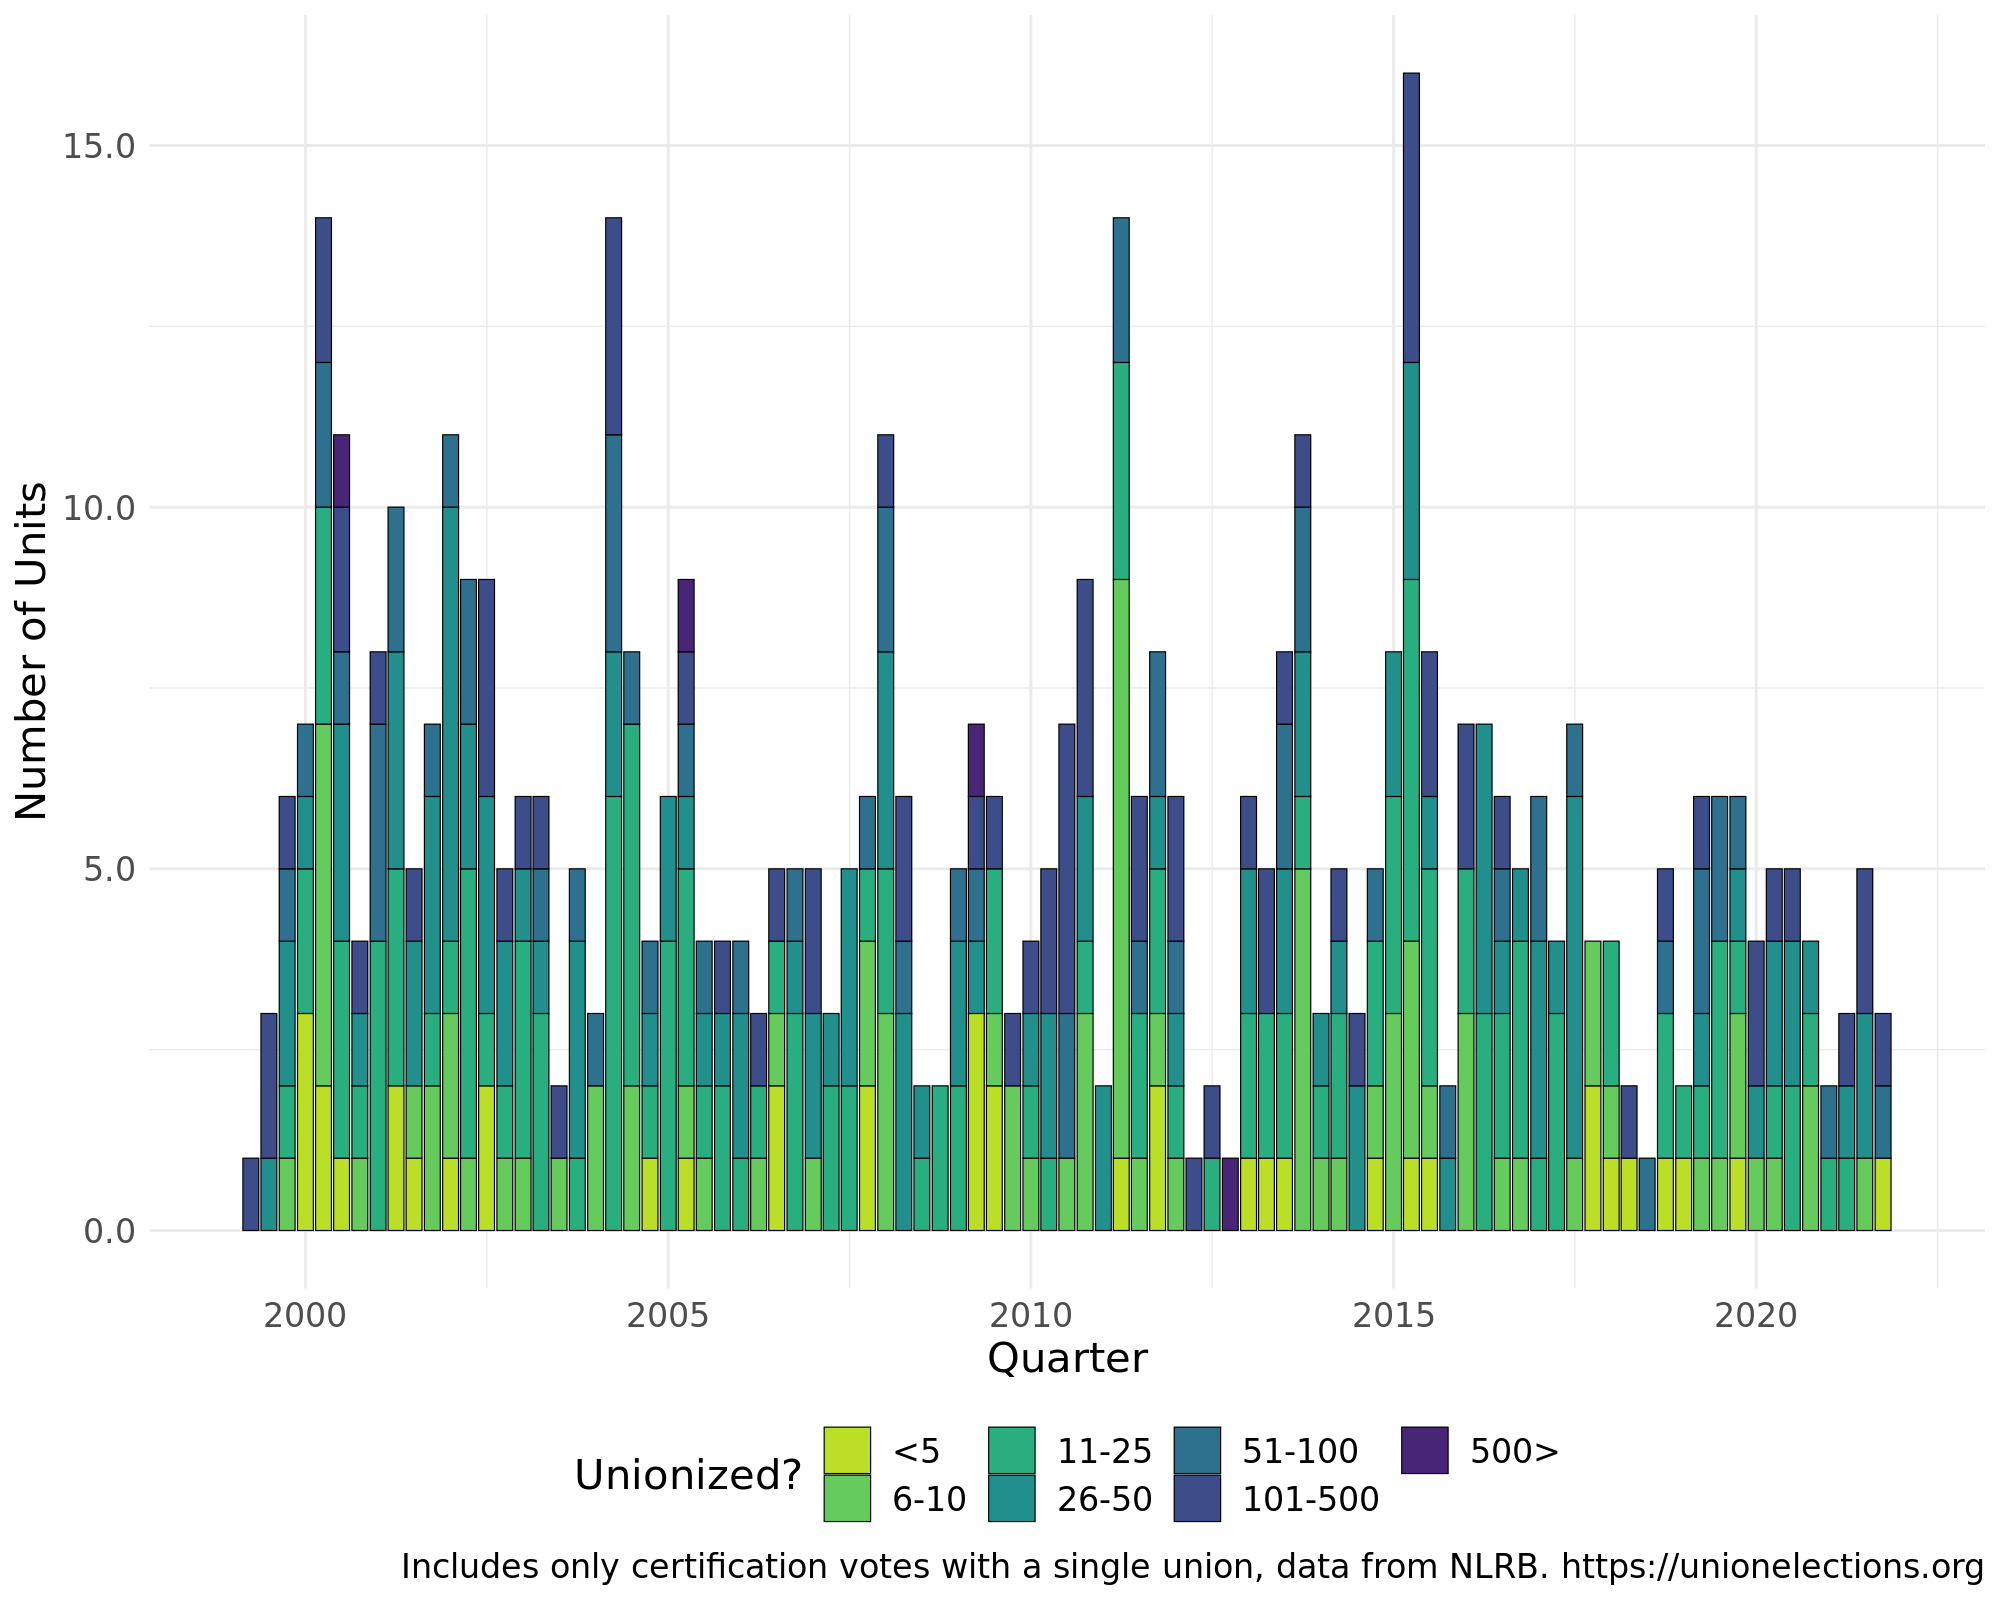 15.0
10.0
5.0
0.0
Number of Units
2000 2005 2010 2015 2020
Quarter
Unionized?
<5 11-25 51-100 500>
6-10 26-50 101-500
Includes only certification votes with a single union, data from NLRB. https://unionelections.org